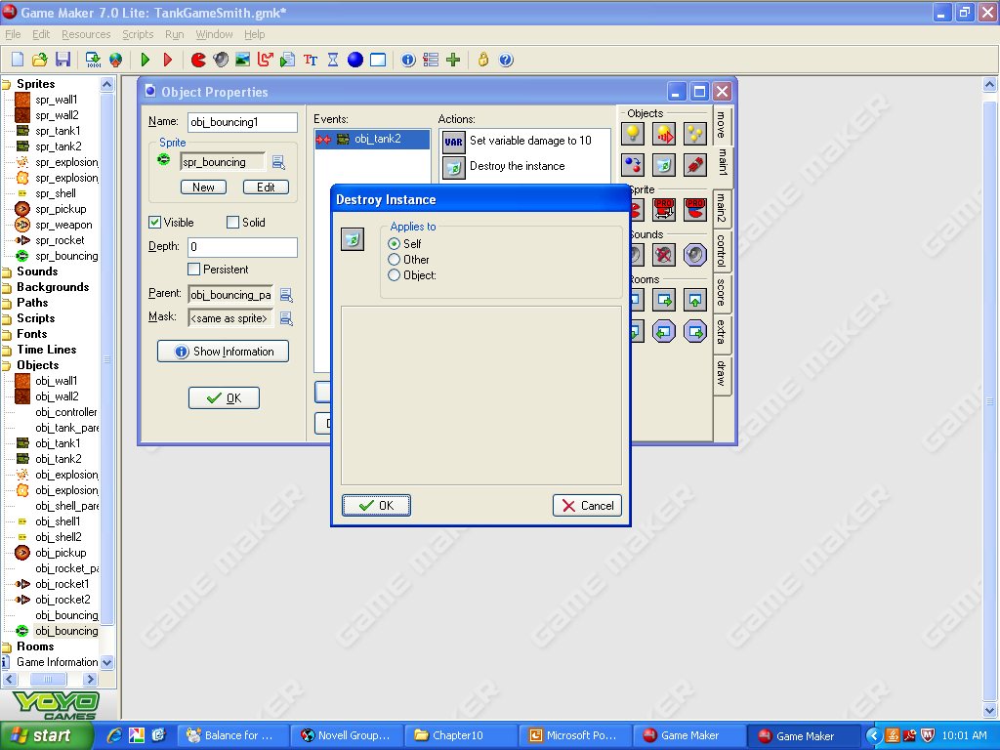 Game Maker 7.0 Lite: TankGameSmith.gmk*
File Edit Resources Scripts Run Window Help
Sprites
spr_wall1
spr_wall2
spr_tank1
spr_tank2
spr_explosion
spr_explosion
spr_shell
spr_pickup
spr_weapon
spr_rocket
spr_bouncing
Sounds
Backgrounds
Paths
Scripts
Fonts
Time Lines
Objects
obj_wall1
obj_wall2
obj_controller
obj_tank_pare
obj_tank1
obj_tank2
obj_explosion
obj_explosion
obj_shell_pare
obj_shell1
obj_shell2
obj_pickup
obj_rocket_pa
obj_rocket1
obj_rocket2
obj_bouncing
obj_bouncing
Rooms
Game Information
YOYO GAMES
Object Properties
Name: obj_bouncing1
Sprite
spr_bouncing
New Edit
Visible Solid
Depth: 0
Persistent
Parent: obj_bouncing_pa
Mask: <same as sprite>
Show Information
OK
Events:
obj_tank2
Actions:
VAR Set variable damage to 10
Destroy the instance
Objects
Sprite
PRO PRO
Sounds
Rooms
move
main1
main2
control
score
extra
draw
Destroy Instance
Applies to
Self
Other
Object:
OK Cancel
GAME MAKER
start
Balance for ...
Novell Group...
Chapter10
Microsoft Po...
Game Maker
Game Maker
10:01 AM